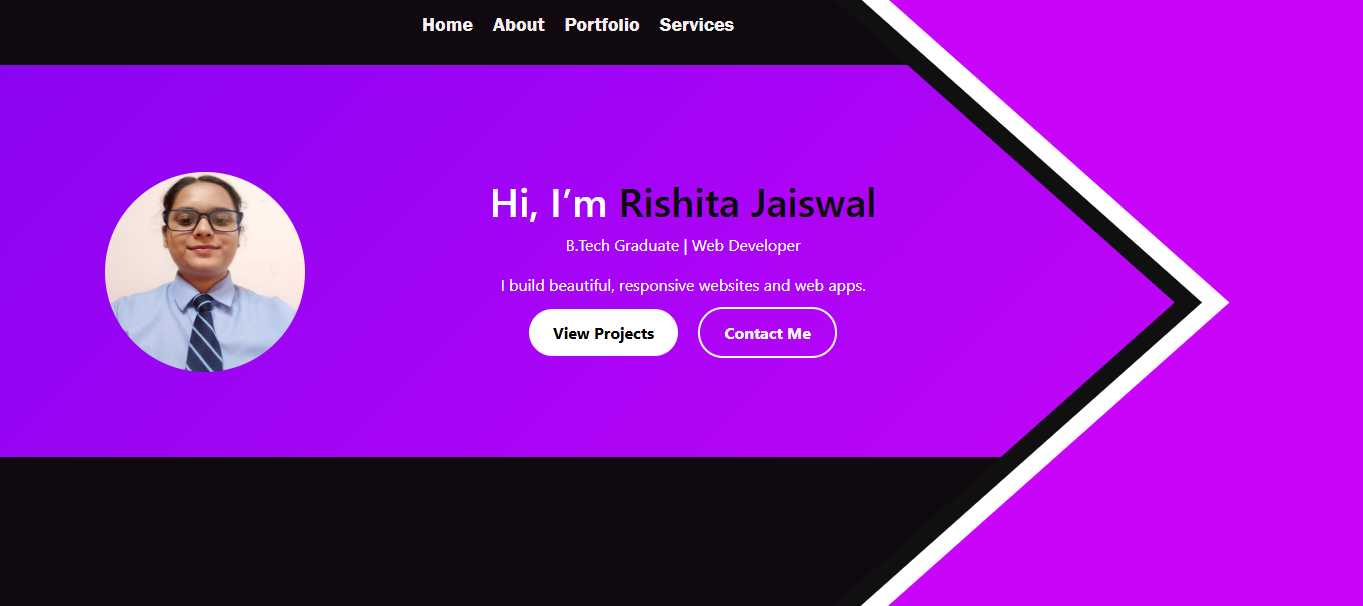 Home About Portfolio Services
Hi, I’m Rishita Jaiswal
B.Tech Graduate | Web Developer
I build beautiful, responsive websites and web apps.
View Projects Contact Me